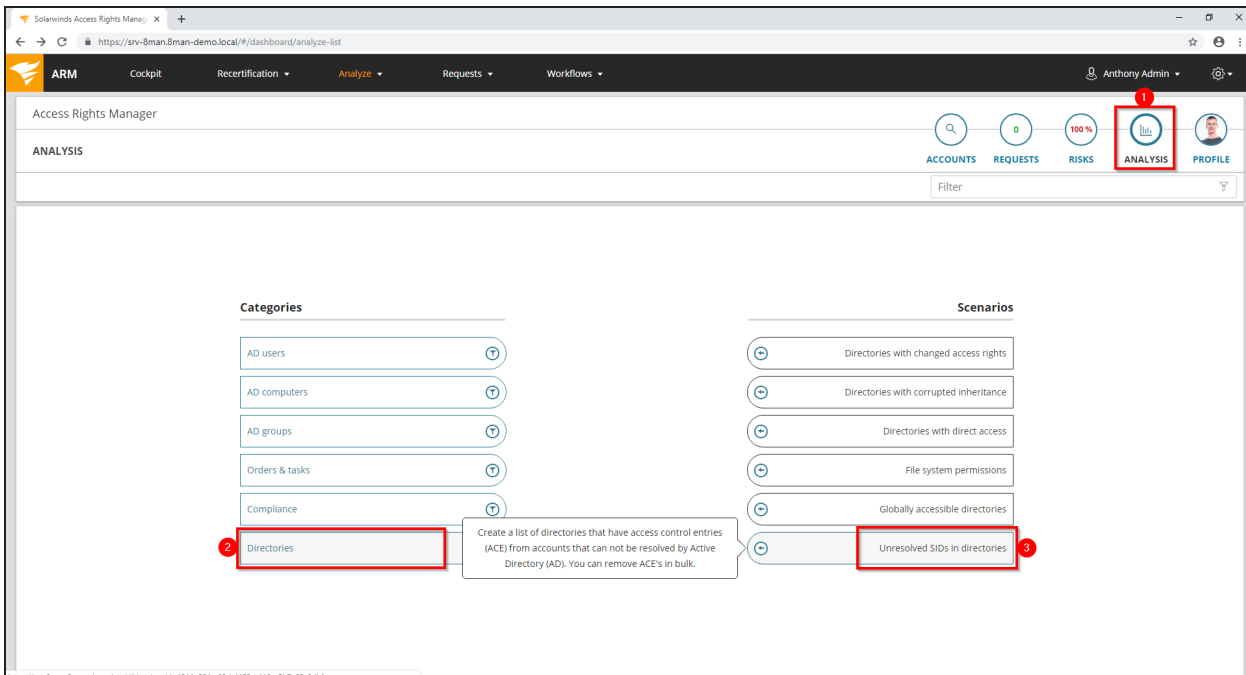 Solarwinds Access Rights Manag
https://srv-8man.8man-demo.local/#/dashboard/analyze-list
ARM Cockpit Recertification Analyze Requests Workflows Anthony Admin
1
Access Rights Manager
0 100 %
ANALYSIS
ACCOUNTS REQUESTS RISKS ANALYSIS PROFILE
Filter
Categories Scenarios
AD users Directories with changed access rights
AD computers Directories with corrupted inheritance
AD groups Directories with direct access
Orders & tasks File system permissions
Compliance Globally accessible directories
2 Directories Unresolved SIDs in directories 3
Create a list of directories that have access control entries
(ACE) from accounts that can not be resolved by Active
Directory (AD). You can remove ACE's in bulk.